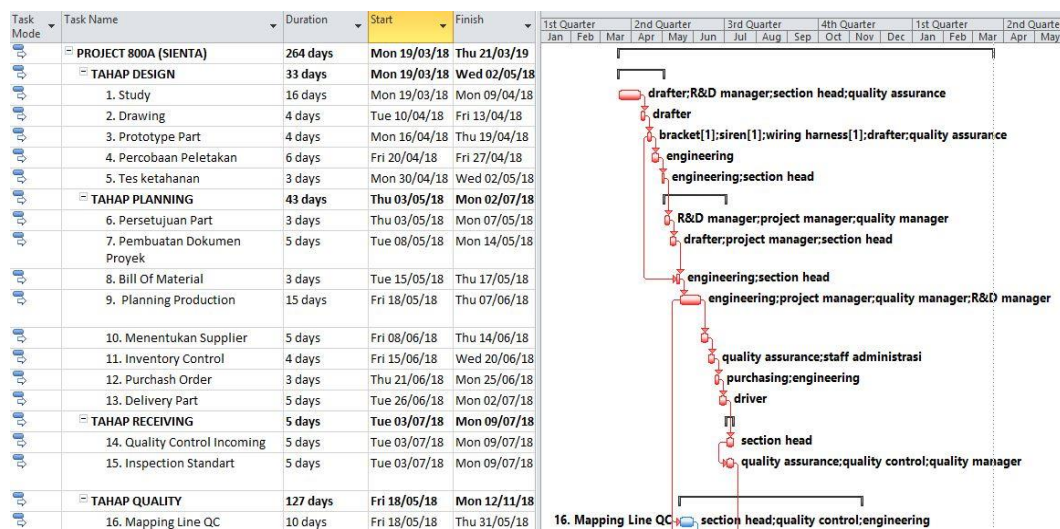 Task Mode Task Name Duration Start Finish 1st Quarter 2nd Quarter 3rd Quarter 4th Quarter 1st Quarter 2nd Quarte
Jan Feb Mar Apr May Jun Jul Aug Sep Oct Nov Dec Jan Feb Mar Apr May
PROJECT 800A (SIENTA) 264 days Mon 19/03/18 Thu 21/03/19
TAHAP DESIGN 33 days Mon 19/03/18 Wed 02/05/18
1. Study 16 days Mon 19/03/18 Mon 09/04/18 drafter;R&D manager;section head;quality assurance
2. Drawing 4 days Tue 10/04/18 Fri 13/04/18 drafter
3. Prototype Part 4 days Mon 16/04/18 Thu 19/04/18 bracket[1];siren[1];wiring harness[1];drafter;quality assurance
4. Percobaan Peletakan 6 days Fri 20/04/18 Fri 27/04/18 engineering
5. Tes ketahanan 3 days Mon 30/04/18 Wed 02/05/18 engineering;section head
TAHAP PLANNING 43 days Thu 03/05/18 Mon 02/07/18
6. Persetujuan Part 3 days Thu 03/05/18 Mon 07/05/18 R&D manager;project manager;quality manager
7. Pembuatan Dokumen Proyek 5 days Tue 08/05/18 Mon 14/05/18 drafter;project manager;section head
8. Bill Of Material 3 days Tue 15/05/18 Thu 17/05/18 engineering;section head
9. Planning Production 15 days Fri 18/05/18 Thu 07/06/18 engineering;project manager;quality manager;R&D manager
10. Menentukan Supplier 5 days Fri 08/06/18 Thu 14/06/18
11. Inventory Control 4 days Fri 15/06/18 Wed 20/06/18 quality assurance;staff administrasi
12. Purchash Order 3 days Thu 21/06/18 Mon 25/06/18 purchasing;engineering
13. Delivery Part 5 days Tue 26/06/18 Mon 02/07/18 driver
TAHAP RECEIVING 5 days Tue 03/07/18 Mon 09/07/18
14. Quality Control Incoming 5 days Tue 03/07/18 Mon 09/07/18 section head
15. Inspection Standart 5 days Tue 03/07/18 Mon 09/07/18 quality assurance;quality control;quality manager
TAHAP QUALITY 127 days Fri 18/05/18 Mon 12/11/18
16. Mapping Line QC 10 days Fri 18/05/18 Thu 31/05/18 16. Mapping Line QC section head;quality control;engineering